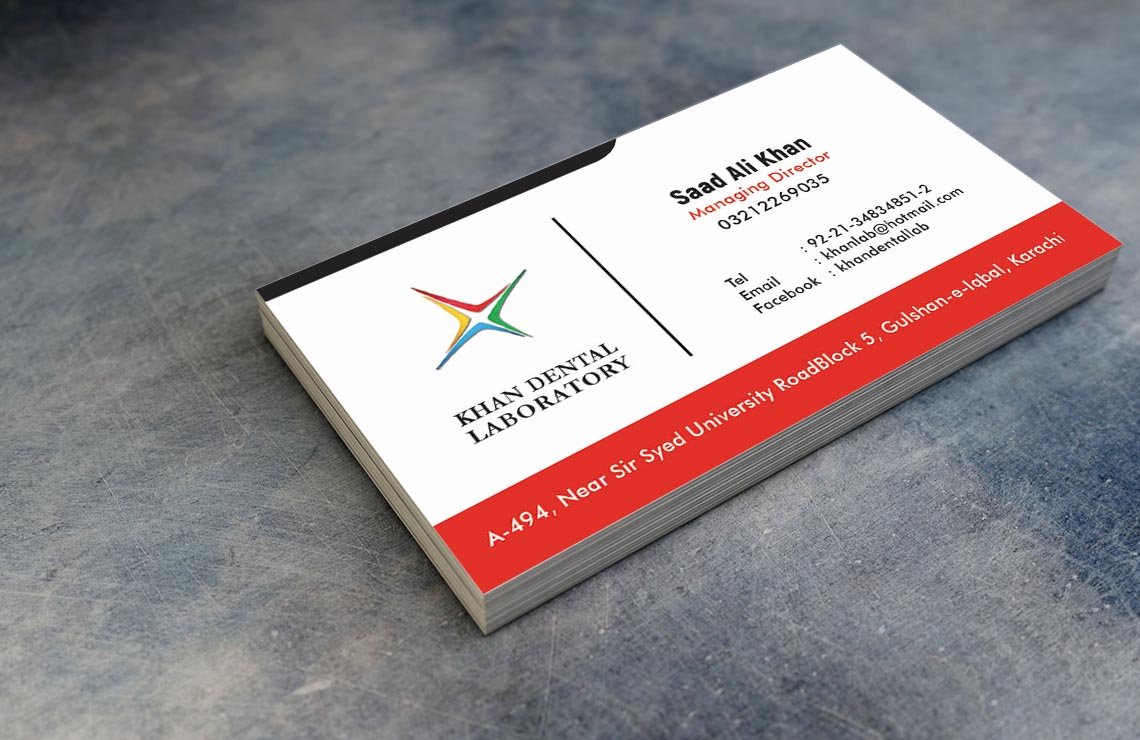 KHAN DENTAL
LABORATORY
Saad Ali Khan
Managing Director
03212269035
Tel : 92-21-34834851-2
Email : khanlab@hotmail.com
Facebook : khandentallab
A-494, Near Sir Syed University RoadBlock 5, Gulshan-e-Iqbal, Karachi